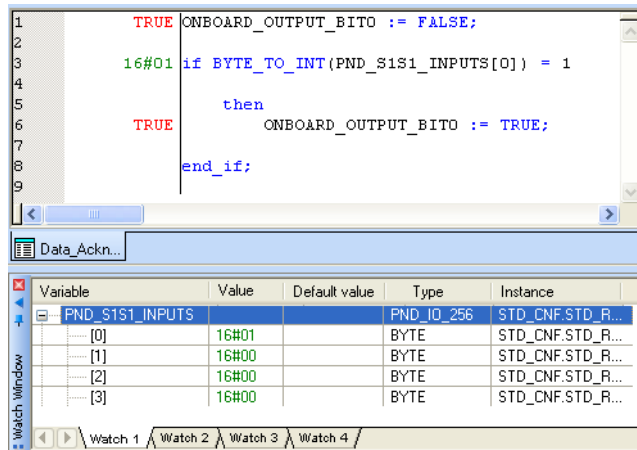 1 TRUE ONBOARD_OUTPUT_BIT0 := FALSE;
2
3 16#01 if BYTE_TO_INT(PND_S1S1_INPUTS[0]) = 1
4
5 then
6 TRUE ONBOARD_OUTPUT_BIT0 := TRUE;
7
8 end_if;
9
Data_Ackn...
Variable Value Default value Type Instance
PND_S1S1_INPUTS PND_IO_256 STD_CNF.STD_R...
[0] 16#01 BYTE STD_CNF.STD_R...
[1] 16#00 BYTE STD_CNF.STD_R...
[2] 16#00 BYTE STD_CNF.STD_R...
[3] 16#00 BYTE STD_CNF.STD_R...
Watch Window
Watch 1 Watch 2 Watch 3 Watch 4